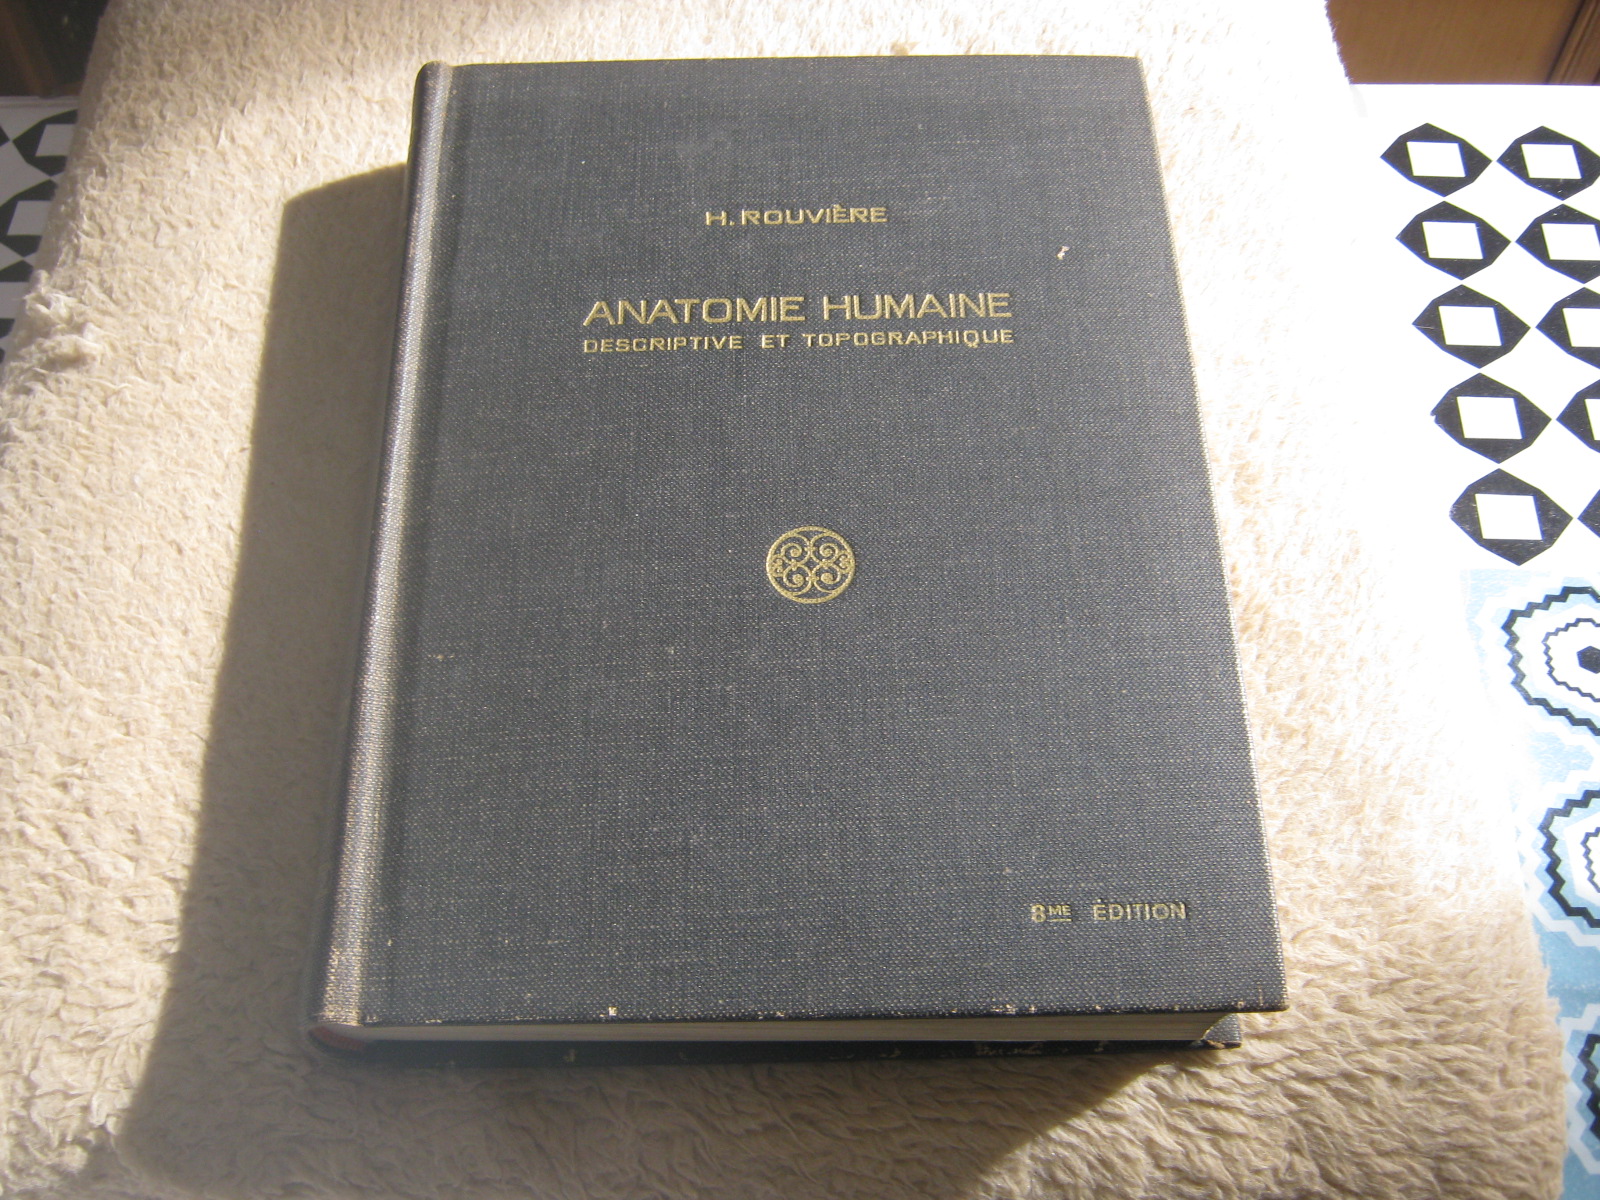 H. ROUVIÈRE
ANATOMIE HUMAINE
DESCRIPTIVE ET TOPOGRAPHIQUE
8ME ÉDITION